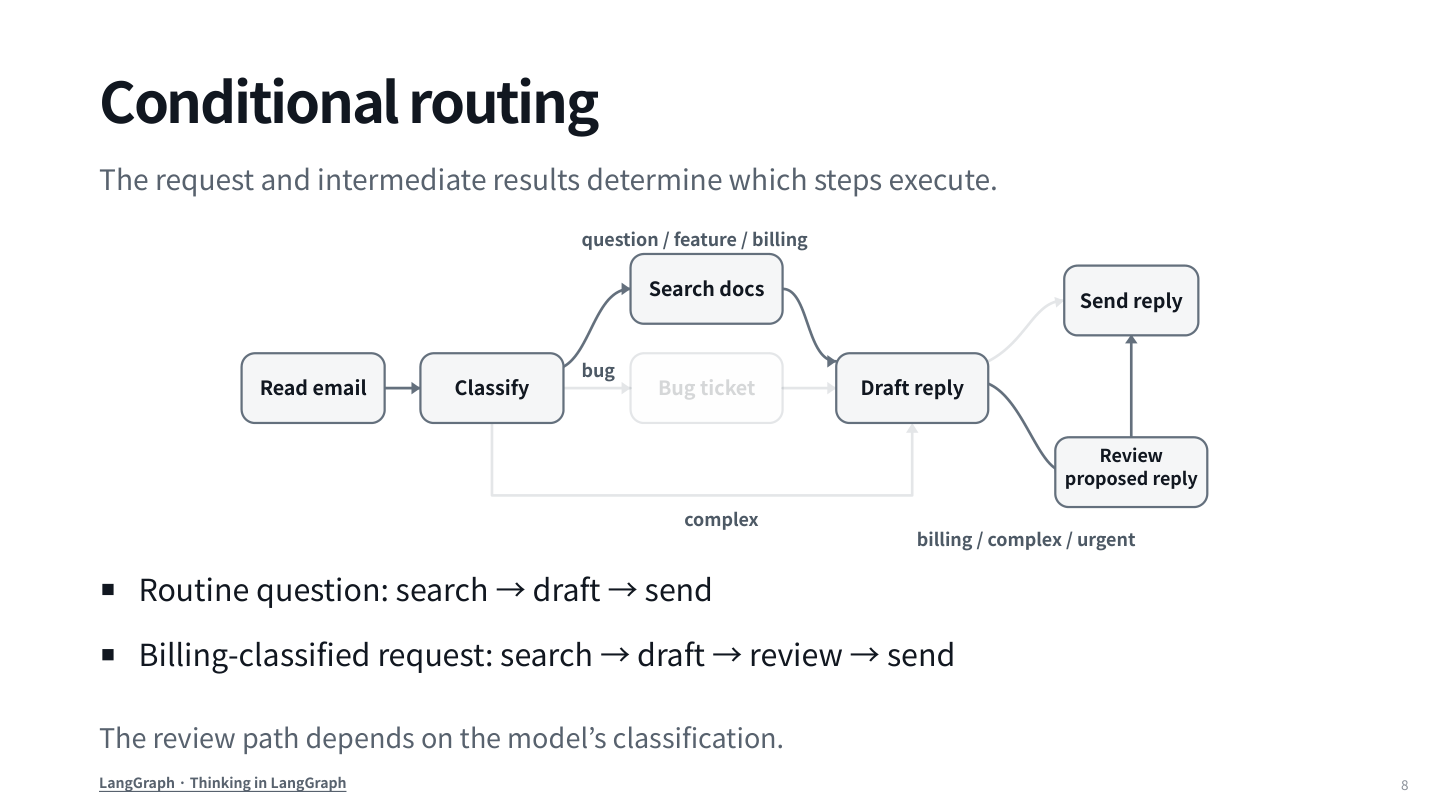 Conditional routing
The request and intermediate results determine which steps execute.
question / feature / billing
Search docs
Send reply
bug
Read email
Classify
Bug ticket
Draft reply
Review
proposed reply
complex
billing / complex / urgent
▪ Routine question: search → draft → send
▪ Billing-classified request: search → draft → review → send
The review path depends on the model’s classification.
LangGraph · Thinking in LangGraph
8